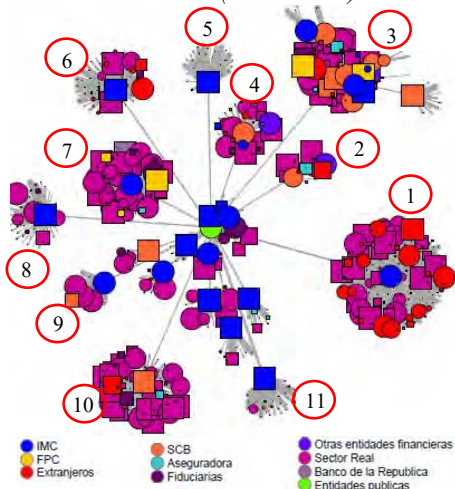 5
6
3
4
7
2
1
8
9
10
11
IMC
FPC
Extranjeros
SCB
Aseguradora
Fiduciarias
Otras entidades financieras
Sector Real
Banco de la Republica
Entidades publicas